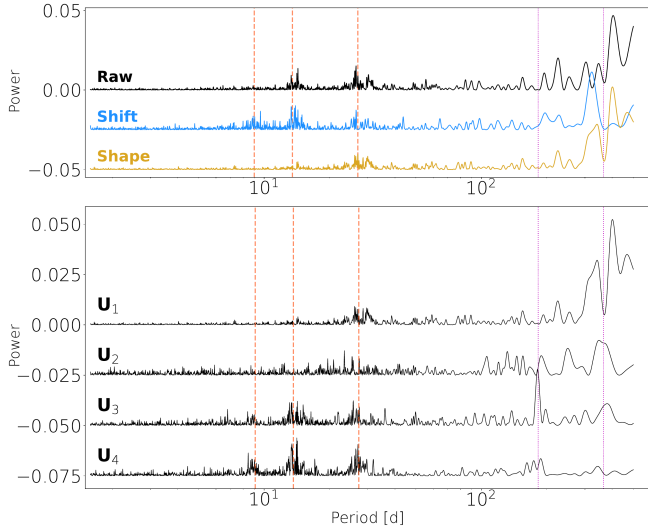 0.05
Power
0.00
−0.05
Raw
Shift
Shape
10¹
10²
0.050
0.025
Power
0.000
−0.025
−0.050
−0.075
U₁
U₂
U₃
U₄
10¹
10²
Period [d]